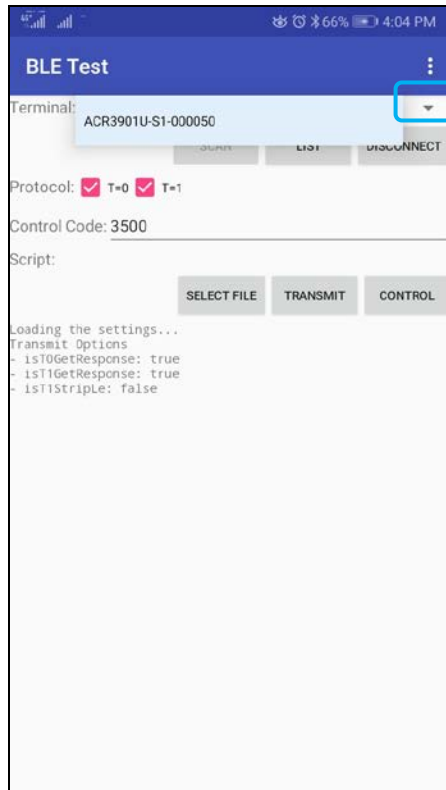 66% 4:04 PM
BLE Test
Terminal:
ACR3901U-S1-000050
SCAN LIST DISCONNECT
Protocol: T=0 T=1
Control Code: 3500
Script:
SELECT FILE TRANSMIT CONTROL
Loading the settings...
Transmit Options
- isT0GetResponse: true
- isT1GetResponse: true
- isT1StripLe: false